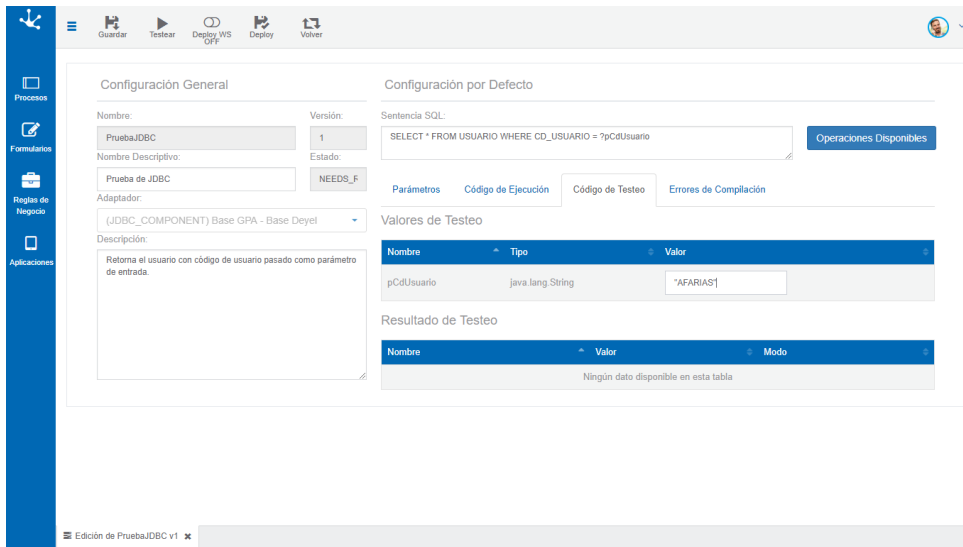 Guardar
Testear
Deploy WS
OFF
Deploy
Volver
Procesos
Formularios
Reglas de
Negocio
Aplicaciones
Configuración General
Nombre:
Versión:
PruebaJDBC
1
Nombre Descriptivo:
Estado:
Prueba de JDBC
NEEDS_F
Adaptador:
(JDBC_COMPONENT) Base GPA - Base Deyel
Descripción:
Retorna el usuario con código de usuario pasado como parámetro
de entrada.
Configuración por Defecto
Sentencia SQL:
SELECT * FROM USUARIO WHERE CD_USUARIO = ?pCdUsuario
Operaciones Disponibles
Parámetros
Código de Ejecución
Código de Testeo
Errores de Compilación
Valores de Testeo
Nombre
Tipo
Valor
pCdUsuario
java.lang.String
"AFARIAS"
Resultado de Testeo
Nombre
Valor
Modo
Ningún dato disponible en esta tabla
Edición de PruebaJDBC v1